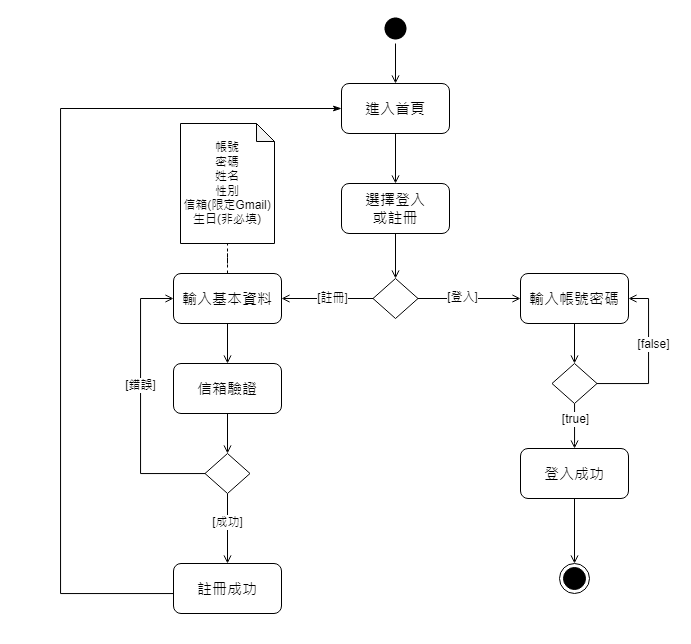 進入首頁
帳號
密碼
姓名
性別
信箱(限定Gmail)
生日(非必填)
選擇登入
或註冊
輸入基本資料
[註冊]
[登入]
輸入帳號密碼
[false]
[錯誤]
信箱驗證
[true]
登入成功
[成功]
註冊成功